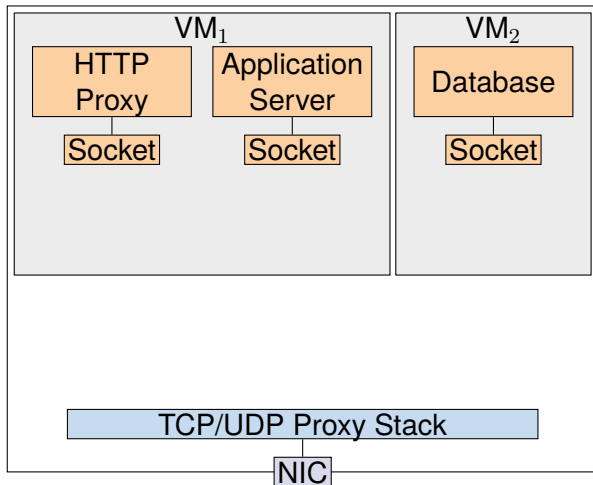 VM₁
VM₂
HTTP
Proxy
Application
Server
Database
Socket
Socket
Socket
TCP/UDP Proxy Stack
NIC